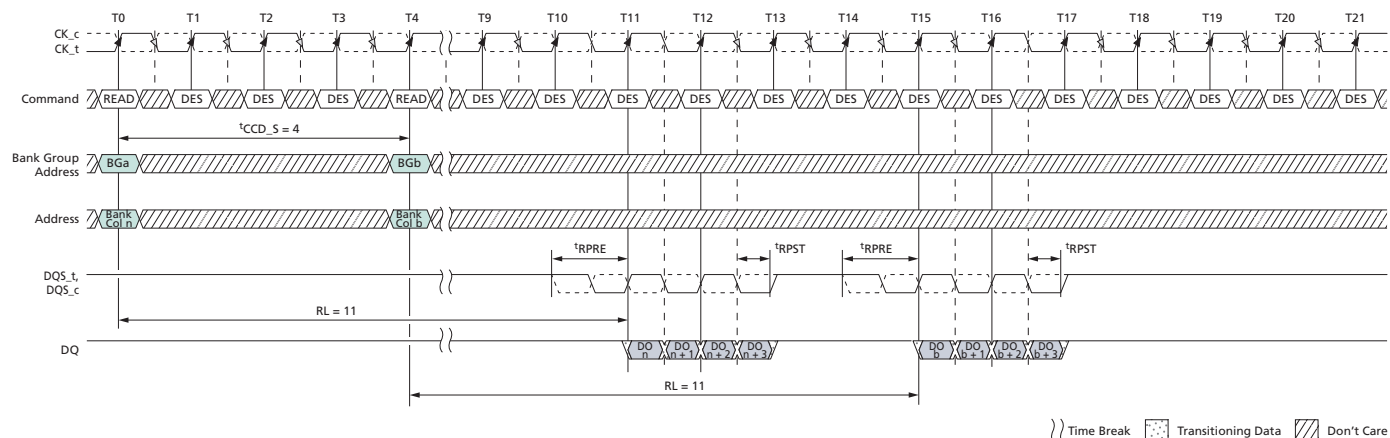 T0 T1 T2 T3 T4 T9 T10 T11 T12 T13 T14 T15 T16 T17 T18 T19 T20 T21
CK_c
CK_t
Command READ DES DES DES READ DES DES DES DES DES DES DES DES DES DES DES DES DES
tCCD_S = 4
Bank Group
Address
BGa BGb
Address
Bank
Col n
Bank
Col b
tRPRE tRPST tRPRE tRPST
DQS_t,
DQS_c
RL = 11
DQ
DO
n
DO
n + 1
DO
n + 2
DO
n + 3
DO
b
DO
b + 1
DO
b + 2
DO
b + 3
RL = 11
Time Break Transitioning Data Don't Care